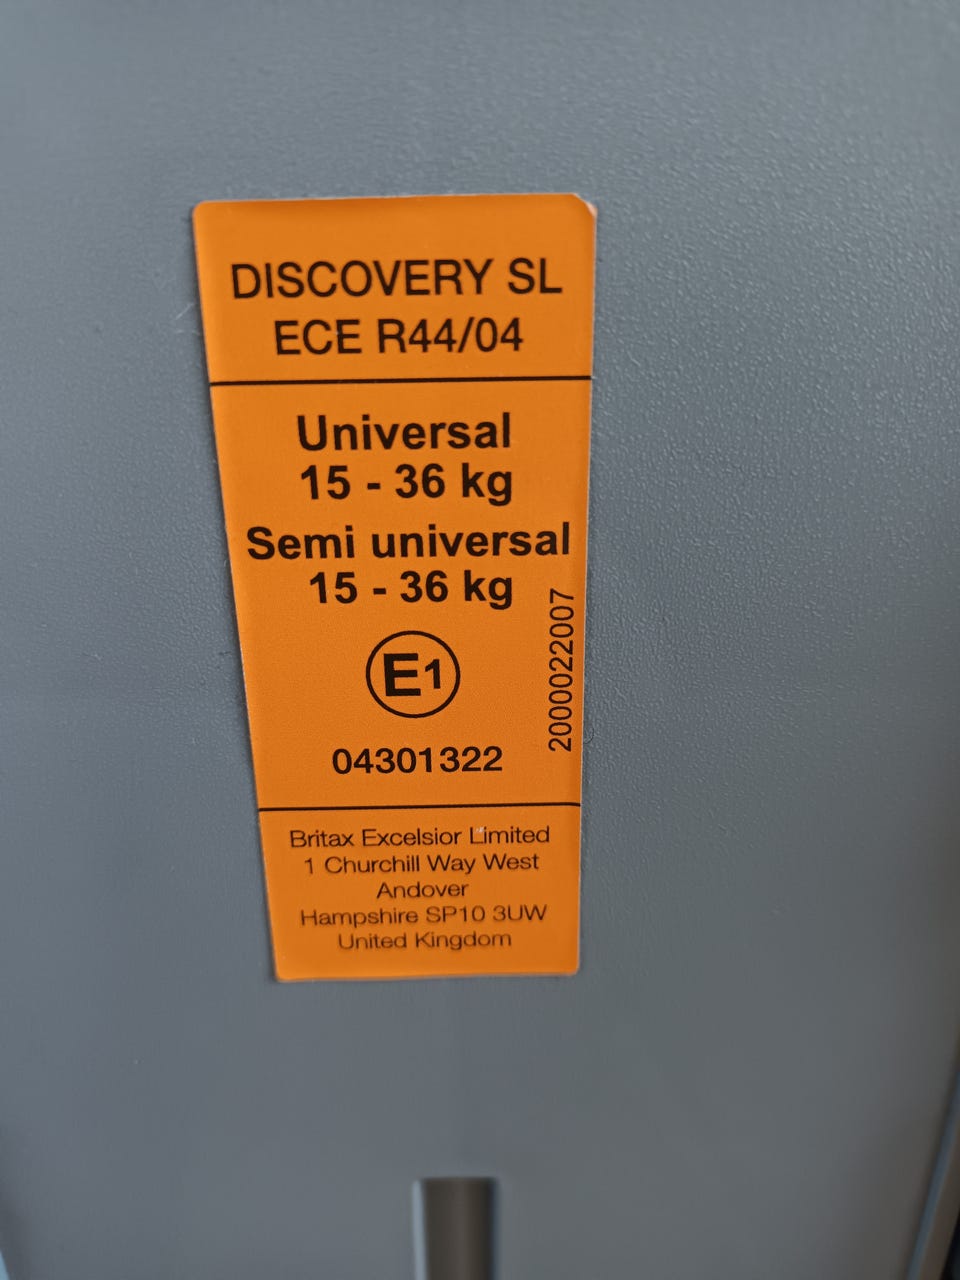 DISCOVERY SL
ECE R44/04
Universal
15 - 36 kg
Semi universal
15 - 36 kg
E1
04301322
2000022007
Britax Excelsior Limited
1 Churchill Way West
Andover
Hampshire SP10 3UW
United Kingdom